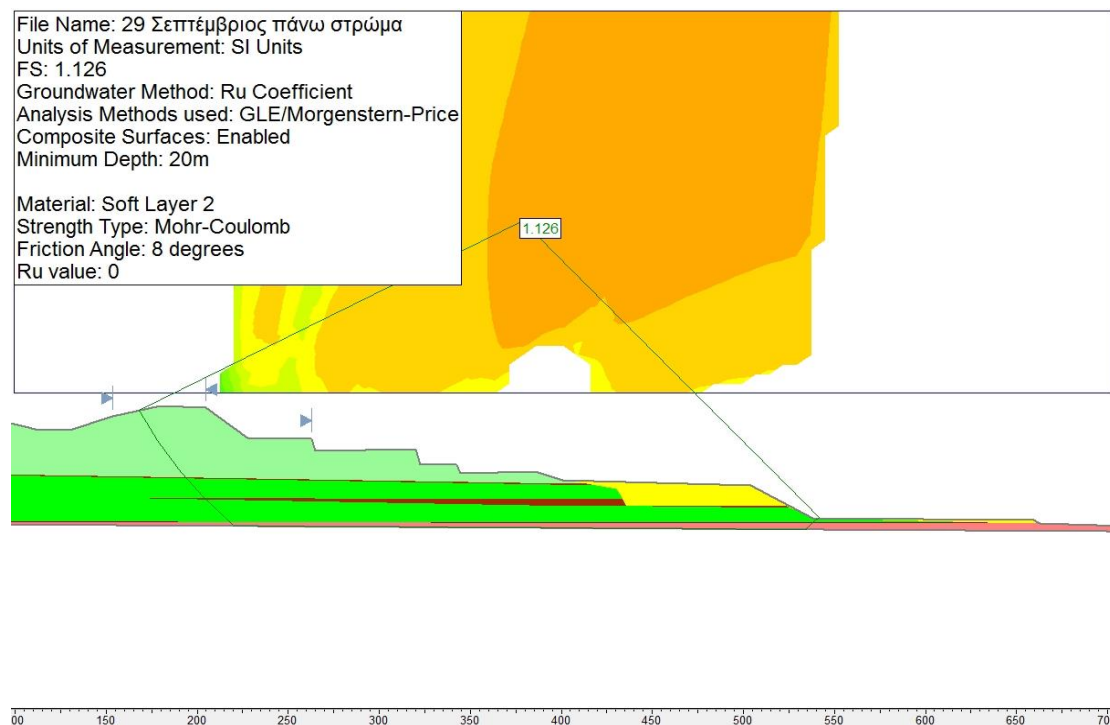 File Name: 29 Σεπτέμβριος πάνω στρώμα
Units of Measurement: SI Units
FS: 1.126
Groundwater Method: Ru Coefficient
Analysis Methods used: GLE/Morgenstern-Price
Composite Surfaces: Enabled
Minimum Depth: 20m
Material: Soft Layer 2
Strength Type: Mohr-Coulomb
Friction Angle: 8 degrees
Ru value: 0
1.126
00 150 200 250 300 350 400 450 500 550 600 650 70